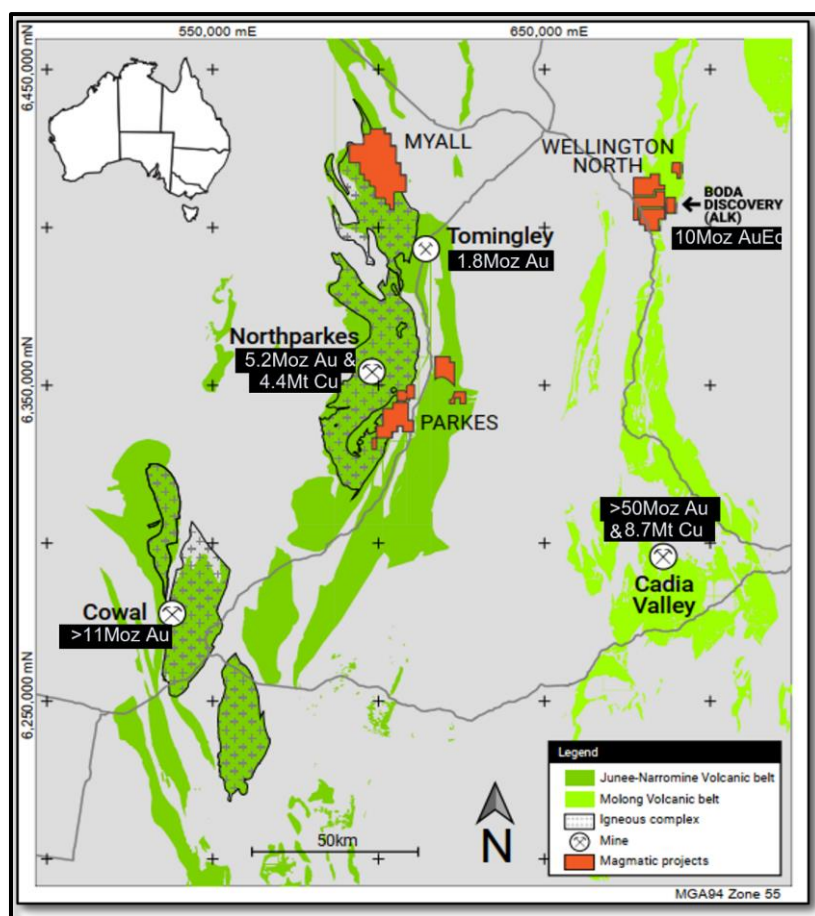 550,000 mE
650,000 mE
6,450,000 mN
MYALL
WELLINGTON
NORTH
BODA
DISCOVERY
(ALK)
10Moz AuEq
Tomingley
1.8Moz Au
Northparkes
5.2Moz Au &
4.4Mt Cu
6,350,000 mN
PARKES
>50Moz Au
&8.7Mt Cu
Cadia
Valley
Cowal
>11Moz Au
6,250,000 mN
Legend
Junee-Narromine Volcanic belt
Molong Volcanic belt
Igneous complex
Mine
Magmatic projects
N
50km
MGA94 Zone 55